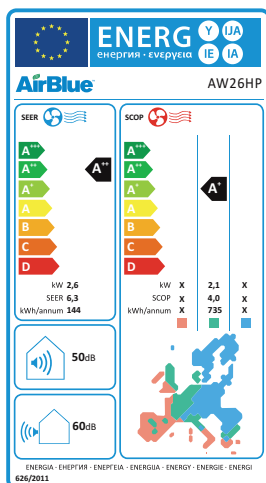 ENERG Y IJA
енергия · ενεργεια IE IA
AirBlue™ AW26HP
SEER SCOP
A+++ A+++
A++ A++ A++
A+ A+ A+
A A
B B
C C
D D
kW 2,6 kW X 2,1 X
SEER 6,3 SCOP X 4,0 X
kWh/annum 144 kWh/annum X 735 X
50dB
60dB
ENERGIA · ЕНЕРГИЯ · ΕΝΕΡΓΕΙΑ · ENERGIJA · ENERGY · ENERGIE · ENERGI
626/2011